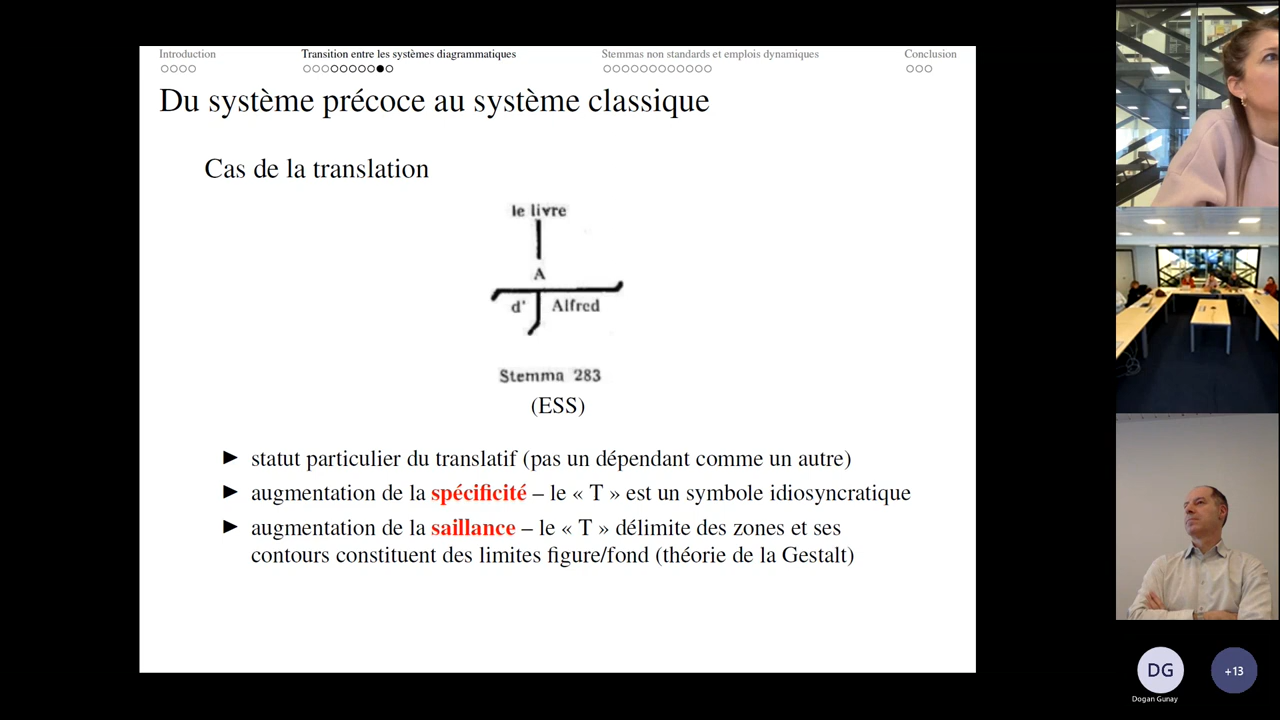 Introduction
Transition entre les systèmes diagrammatiques
Stemmas non standards et emplois dynamiques
Conclusion
Du système précoce au système classique
Cas de la translation
le livre
A
d' Alfred
Stemma 283
(ESS)
► statut particulier du translatif (pas un dépendant comme un autre)
► augmentation de la spécificité – le « T » est un symbole idiosyncratique
► augmentation de la saillance – le « T » délimite des zones et ses
contours constituent des limites figure/fond (théorie de la Gestalt)
DG
+13
Dogan Gunay